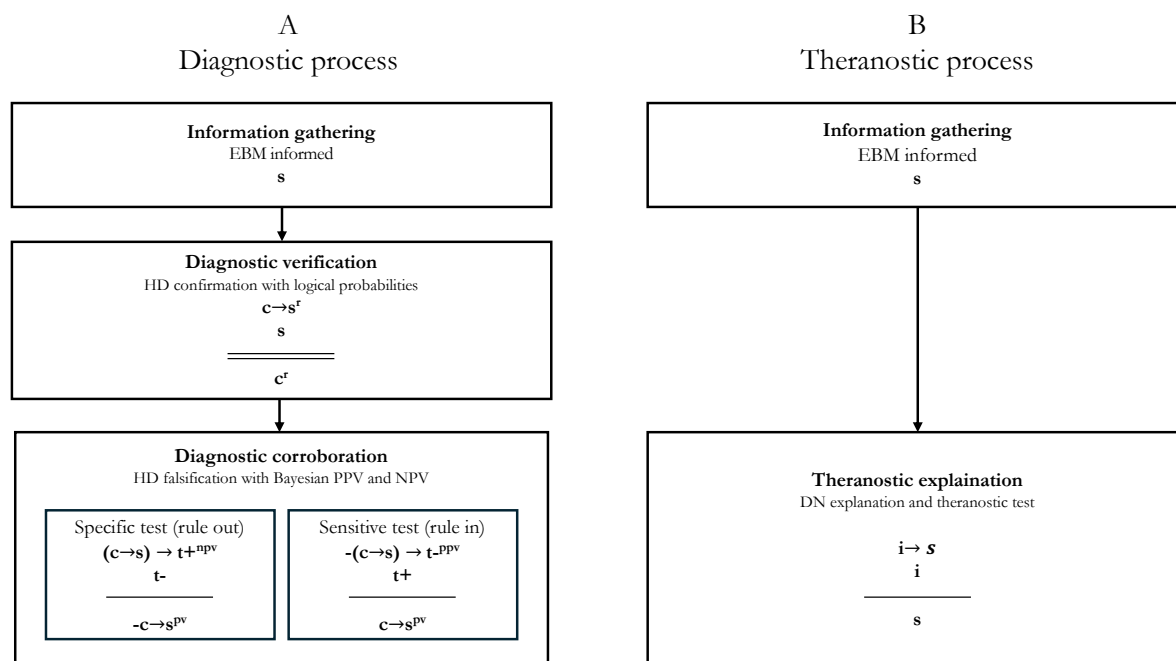 A
Diagnostic process
Information gathering
EBM informed
s
Diagnostic verification
HD confirmation with logical probabilities
c→sʳ
s
cʳ
Diagnostic corroboration
HD falsification with Bayesian PPV and NPV
Specific test (rule out)
(c→s) → t+ⁿᵖᵛ
t-
-c→sᵖᵛ
Sensitive test (rule in)
-(c→s) → t-ᵖᵖᵛ
t+
c→sᵖᵛ
B
Theranostic process
Information gathering
EBM informed
s
Theranostic explaination
DN explanation and theranostic test
i→ s
i
s